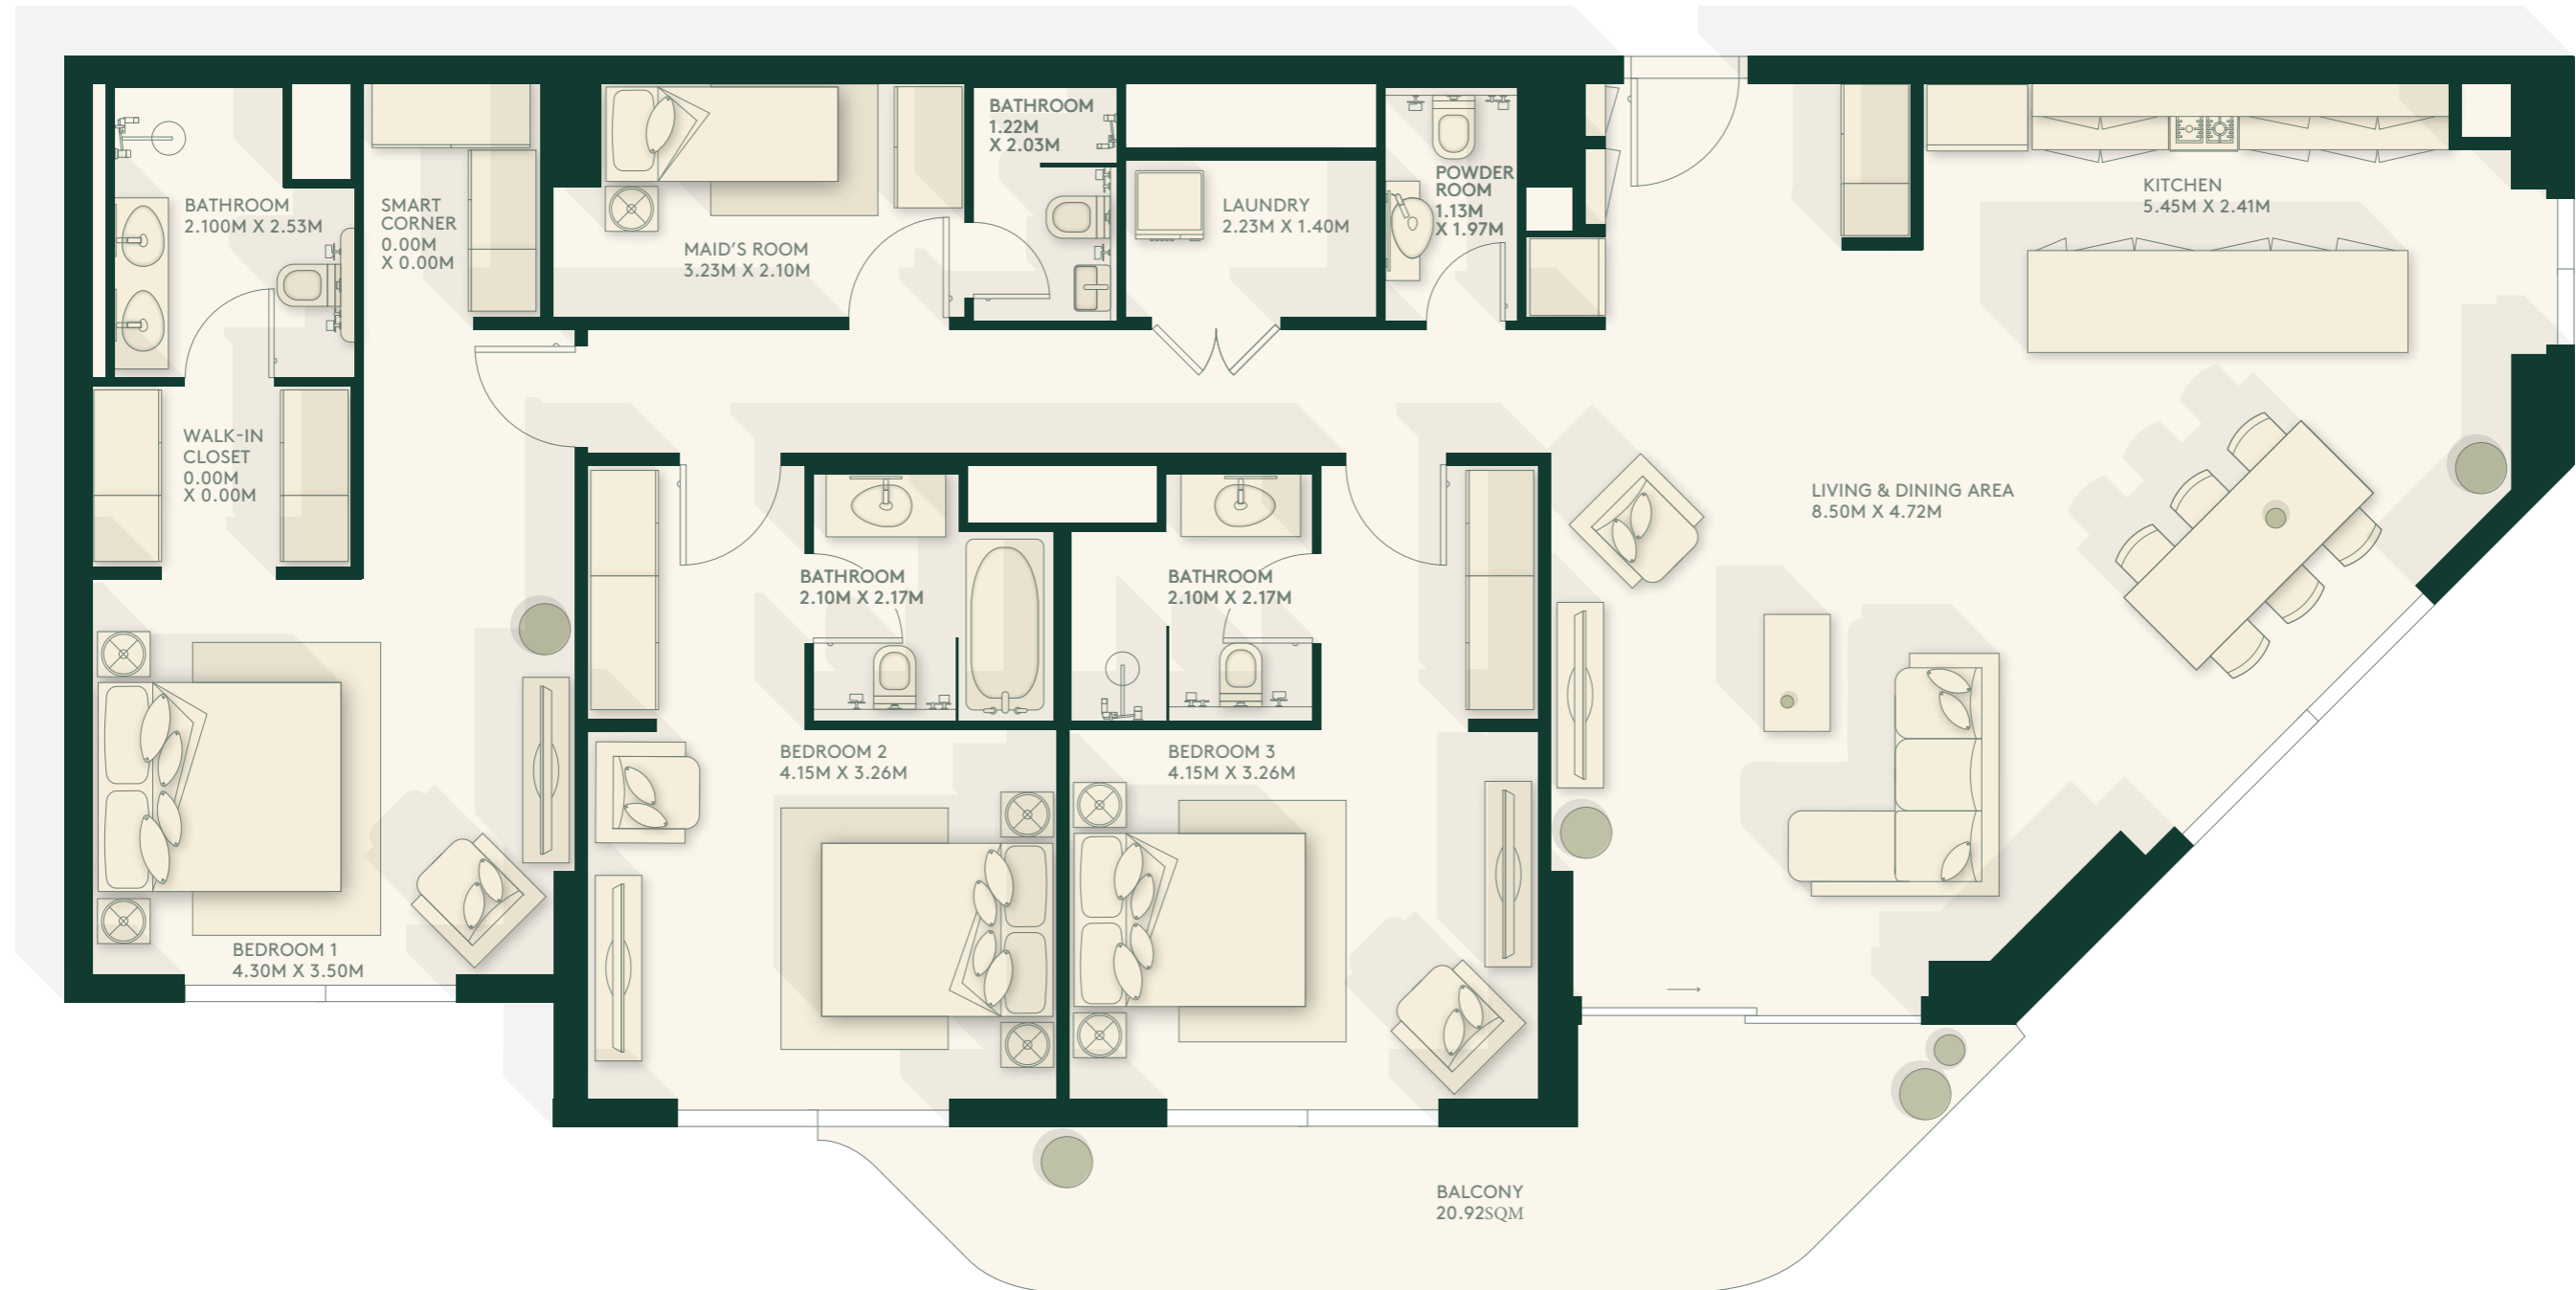 BATHROOM
2.100M X 2.53M
SMART
CORNER
0.00M
X 0.00M
MAID'S ROOM
3.23M X 2.10M
BATHROOM
1.22M
X 2.03M
LAUNDRY
2.23M X 1.40M
POWDER
ROOM
1.13M
X 1.97M
KITCHEN
5.45M X 2.41M
WALK-IN
CLOSET
0.00M
X 0.00M
BATHROOM
2.10M X 2.17M
BATHROOM
2.10M X 2.17M
LIVING & DINING AREA
8.50M X 4.72M
BEDROOM 1
4.30M X 3.50M
BEDROOM 2
4.15M X 3.26M
BEDROOM 3
4.15M X 3.26M
BALCONY
20.92SQM